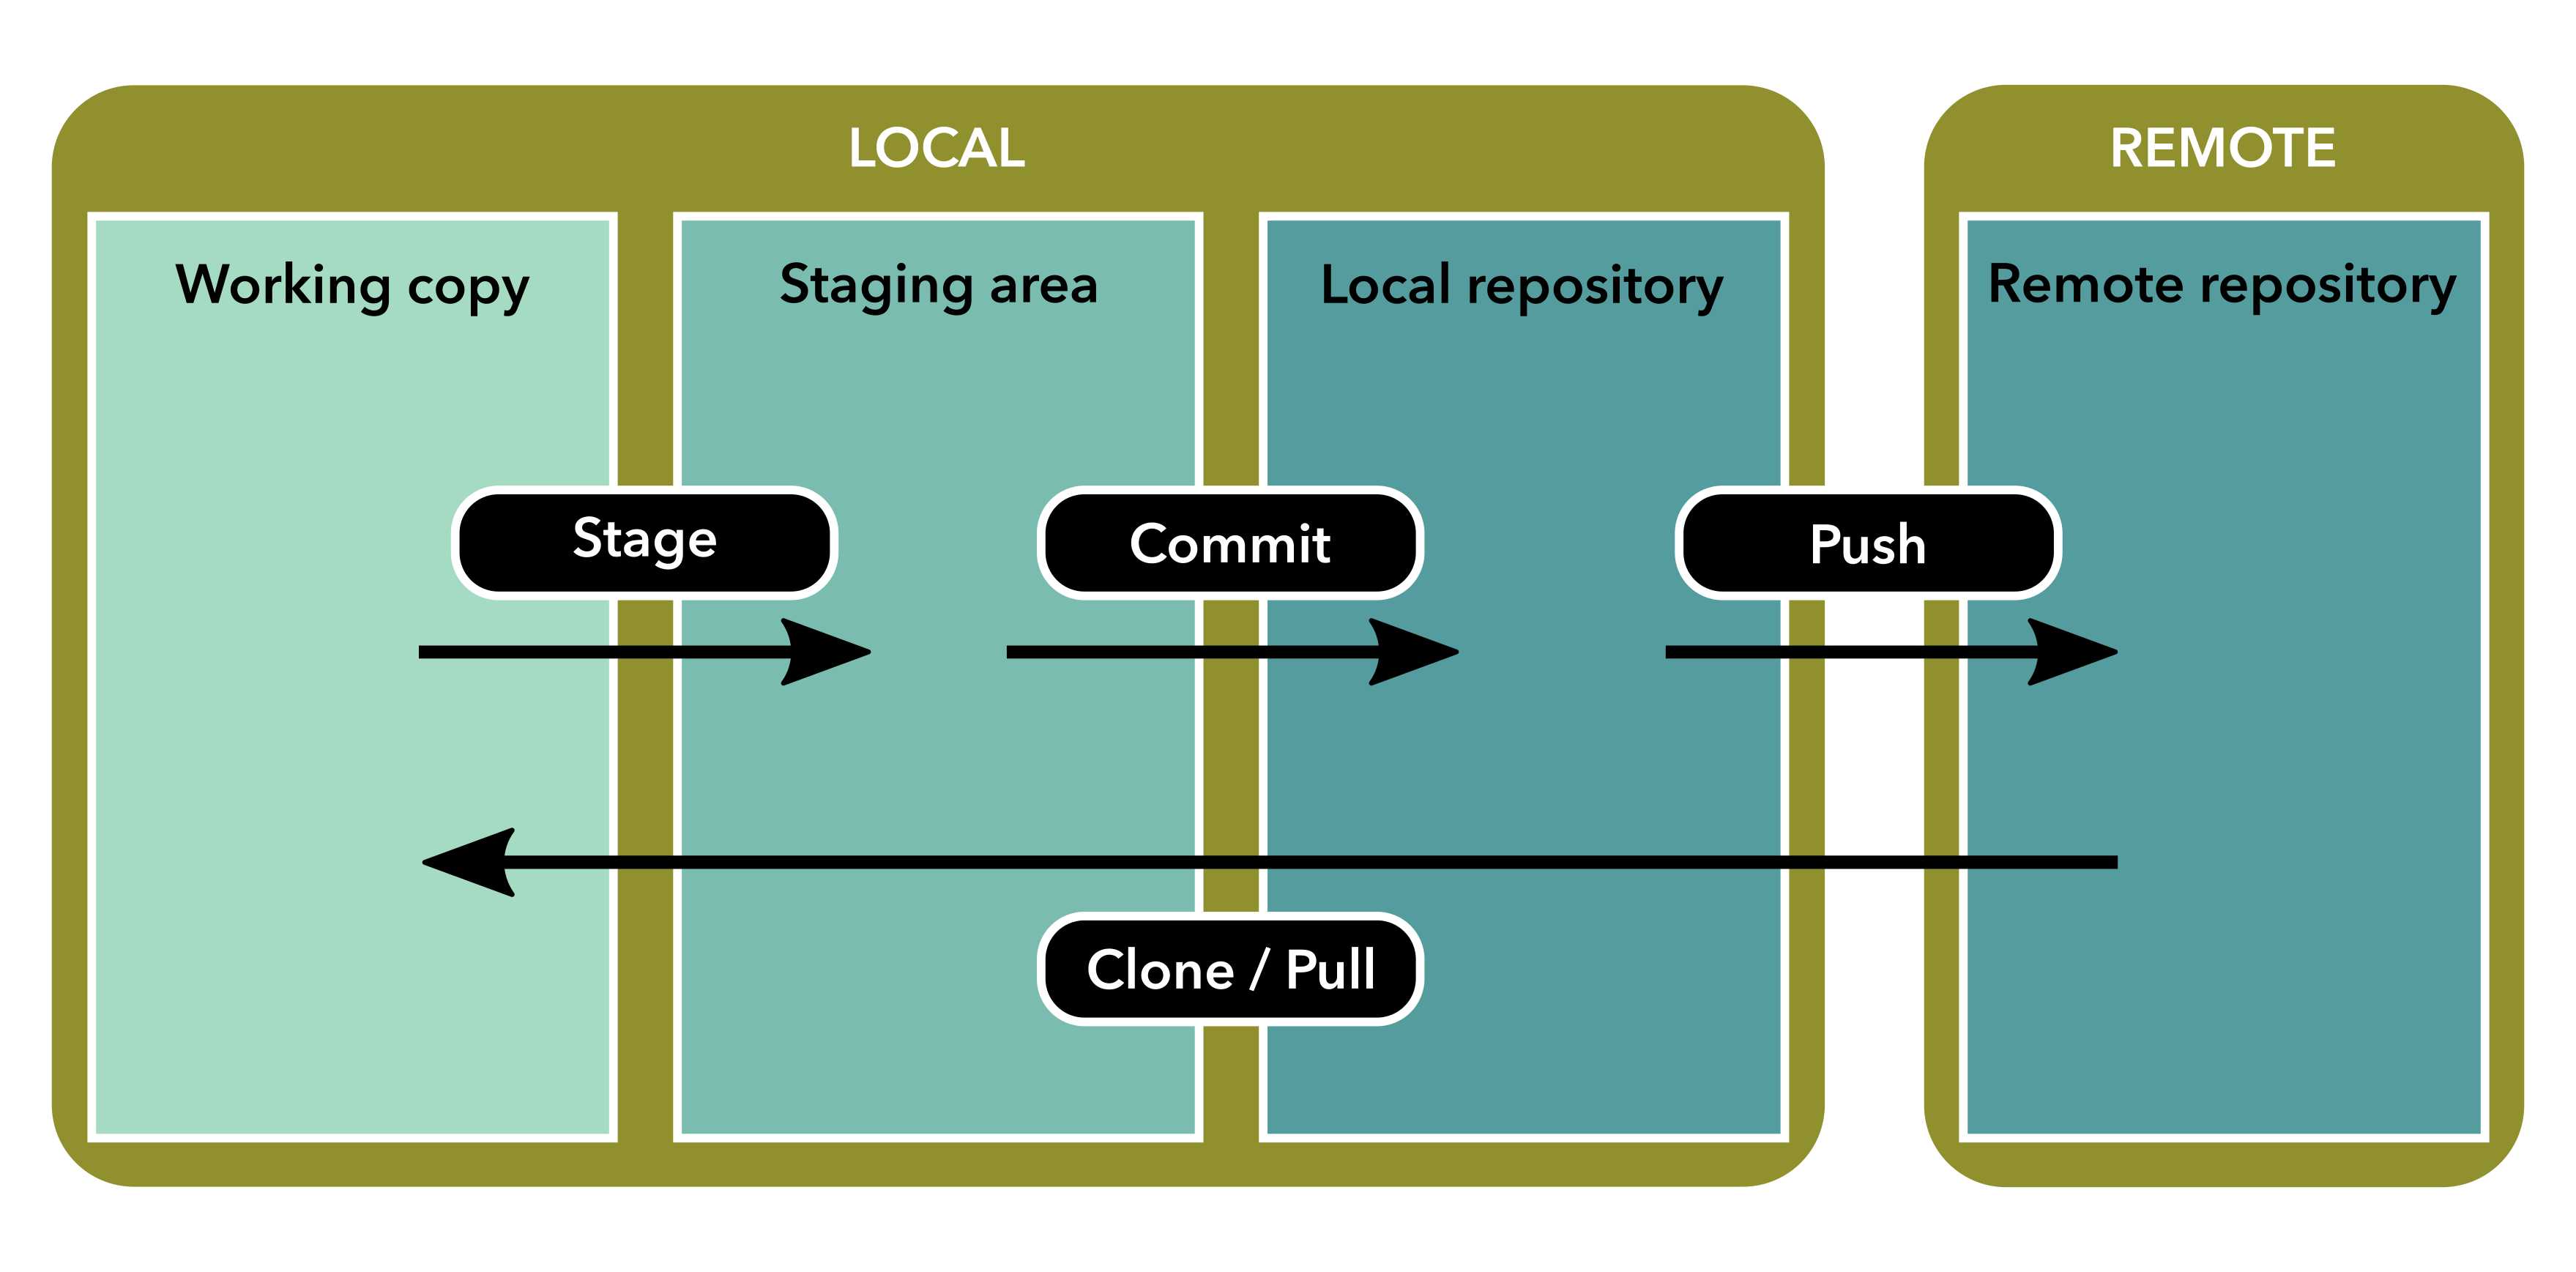 LOCAL
REMOTE
Working copy
Staging area
Local repository
Remote repository
Stage
Commit
Push
Clone / Pull